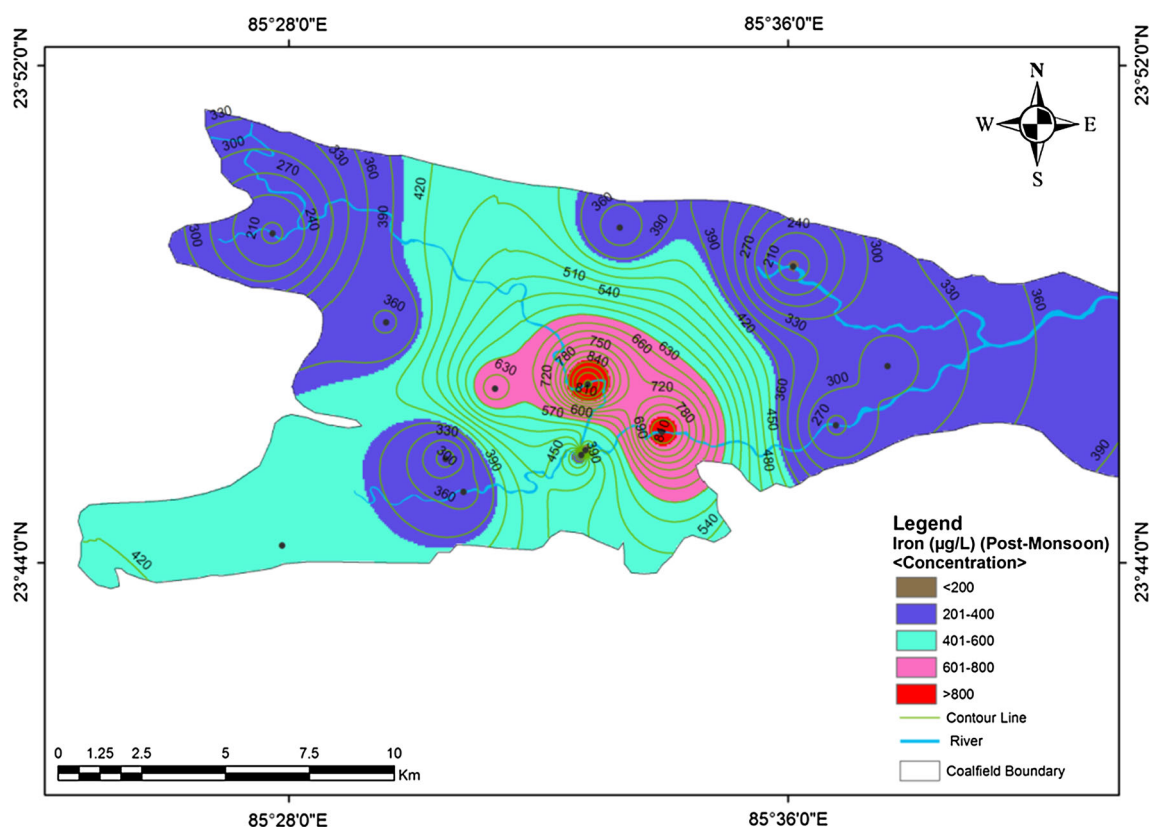 85°28'0"E 85°36'0"E
23°52'0"N 23°52'0"N
N
W E
S
330
300 330 360
270 420 360
240 390 390 390 240
210 300 270 300
210
510 330
360 540 420 360
330
750 660 630
780 840
630 720 720 300
810 390
570 600 780 270
690 840 450
330 450 390
300 390 480 390
360
540
420
23°44'0"N 23°44'0"N
Legend
Iron (µg/L) (Post-Monsoon)
<Concentration>
<200
201-400
401-600
601-800
>800
Contour Line
River
Coalfield Boundary
0 1.25 2.5 5 7.5 10
Km
85°28'0"E 85°36'0"E